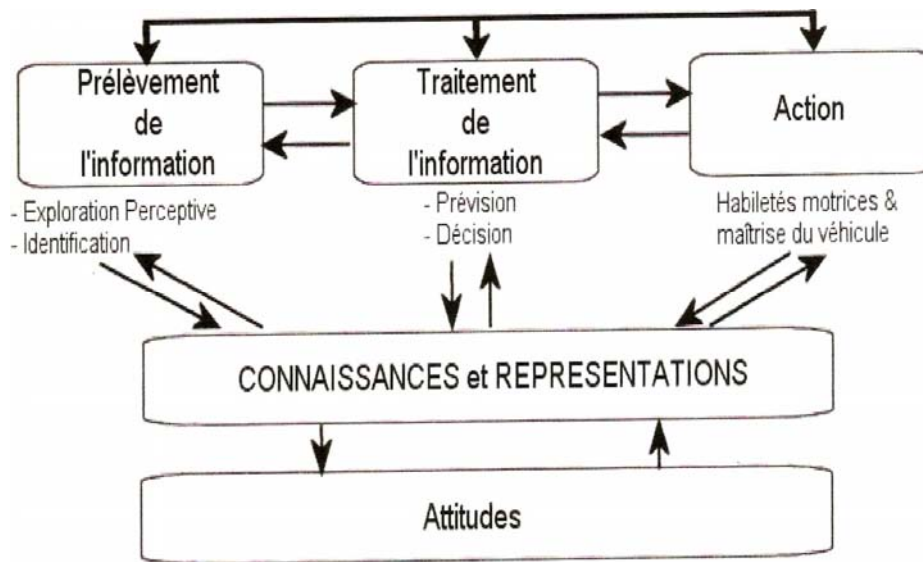 Prélèvement
de
l'information
Traitement
de
l'information
Action
- Exploration Perceptive
- Identification
- Prévision
- Décision
Habiletés motrices &
maîtrise du véhicule
CONNAISSANCES et REPRESENTATIONS
Attitudes